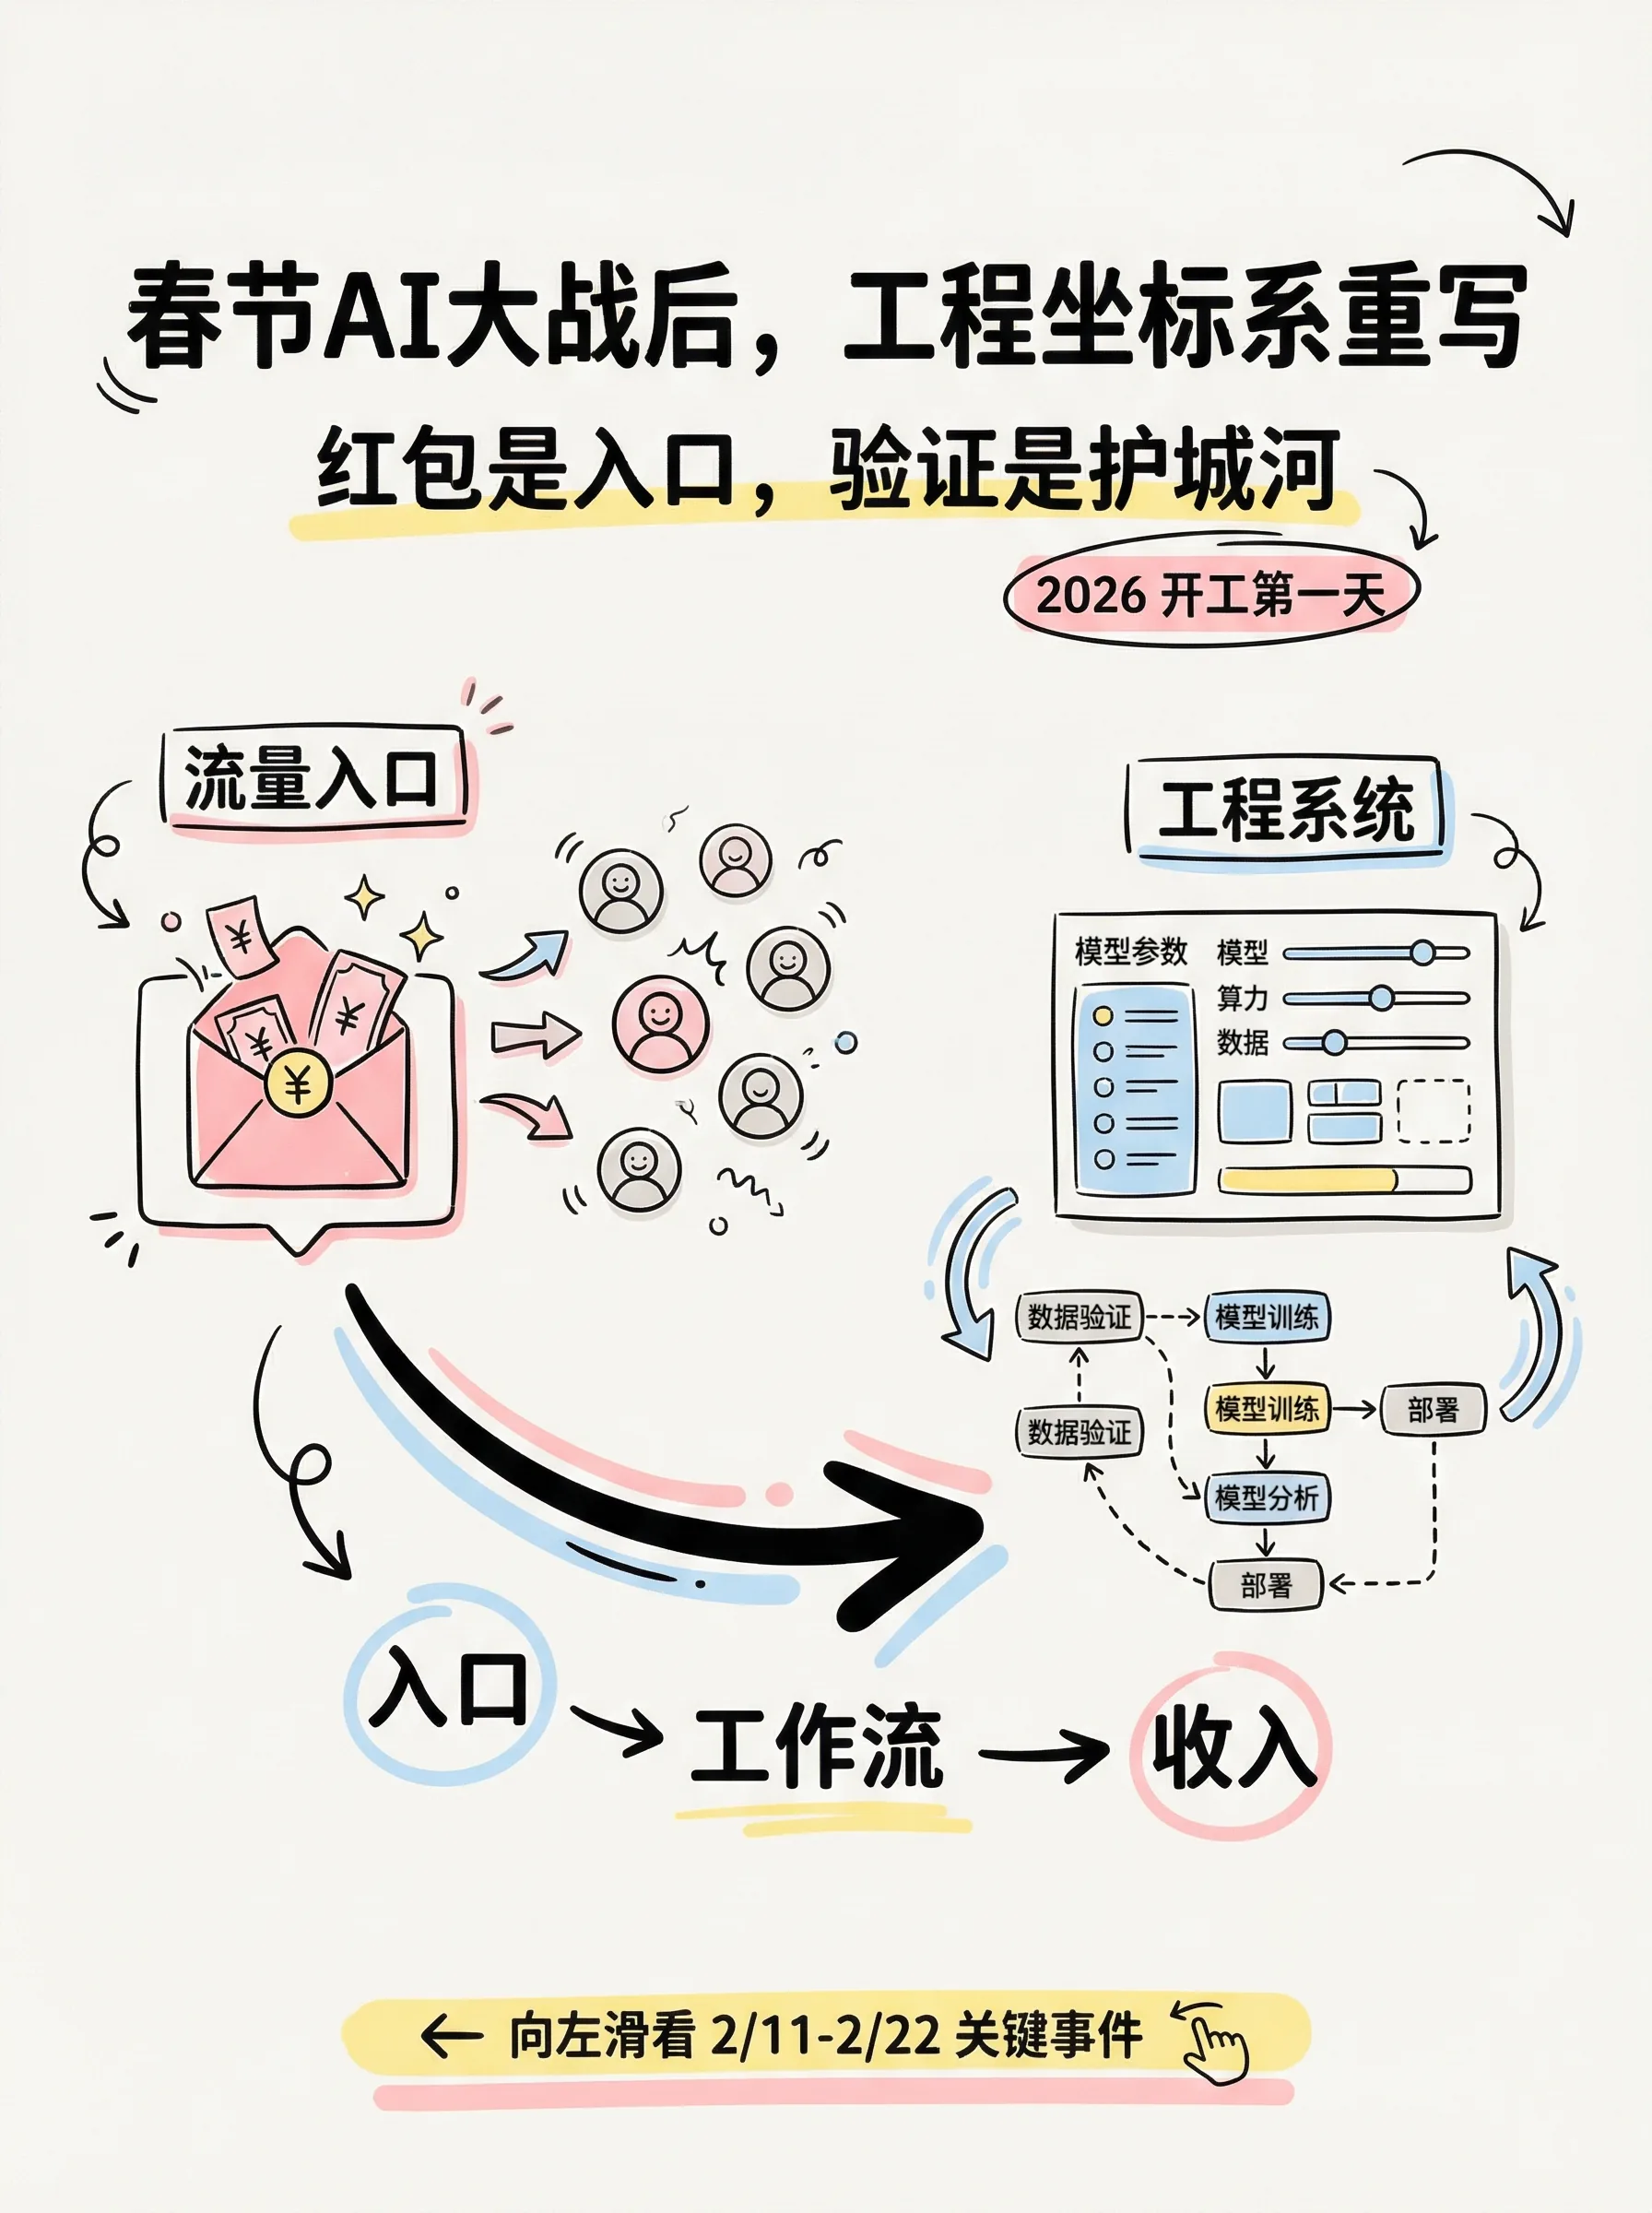 春节AI大战后，工程坐标系重写
红包是入口，验证是护城河
2026 开工第一天
流量入口
¥
¥
¥
¥
工程系统
模型参数
模型
算力
数据
数据验证
模型训练
数据验证
模型训练
部署
模型分析
部署
入口
工作流
收入
← 向左滑看 2/11-2/22 关键事件